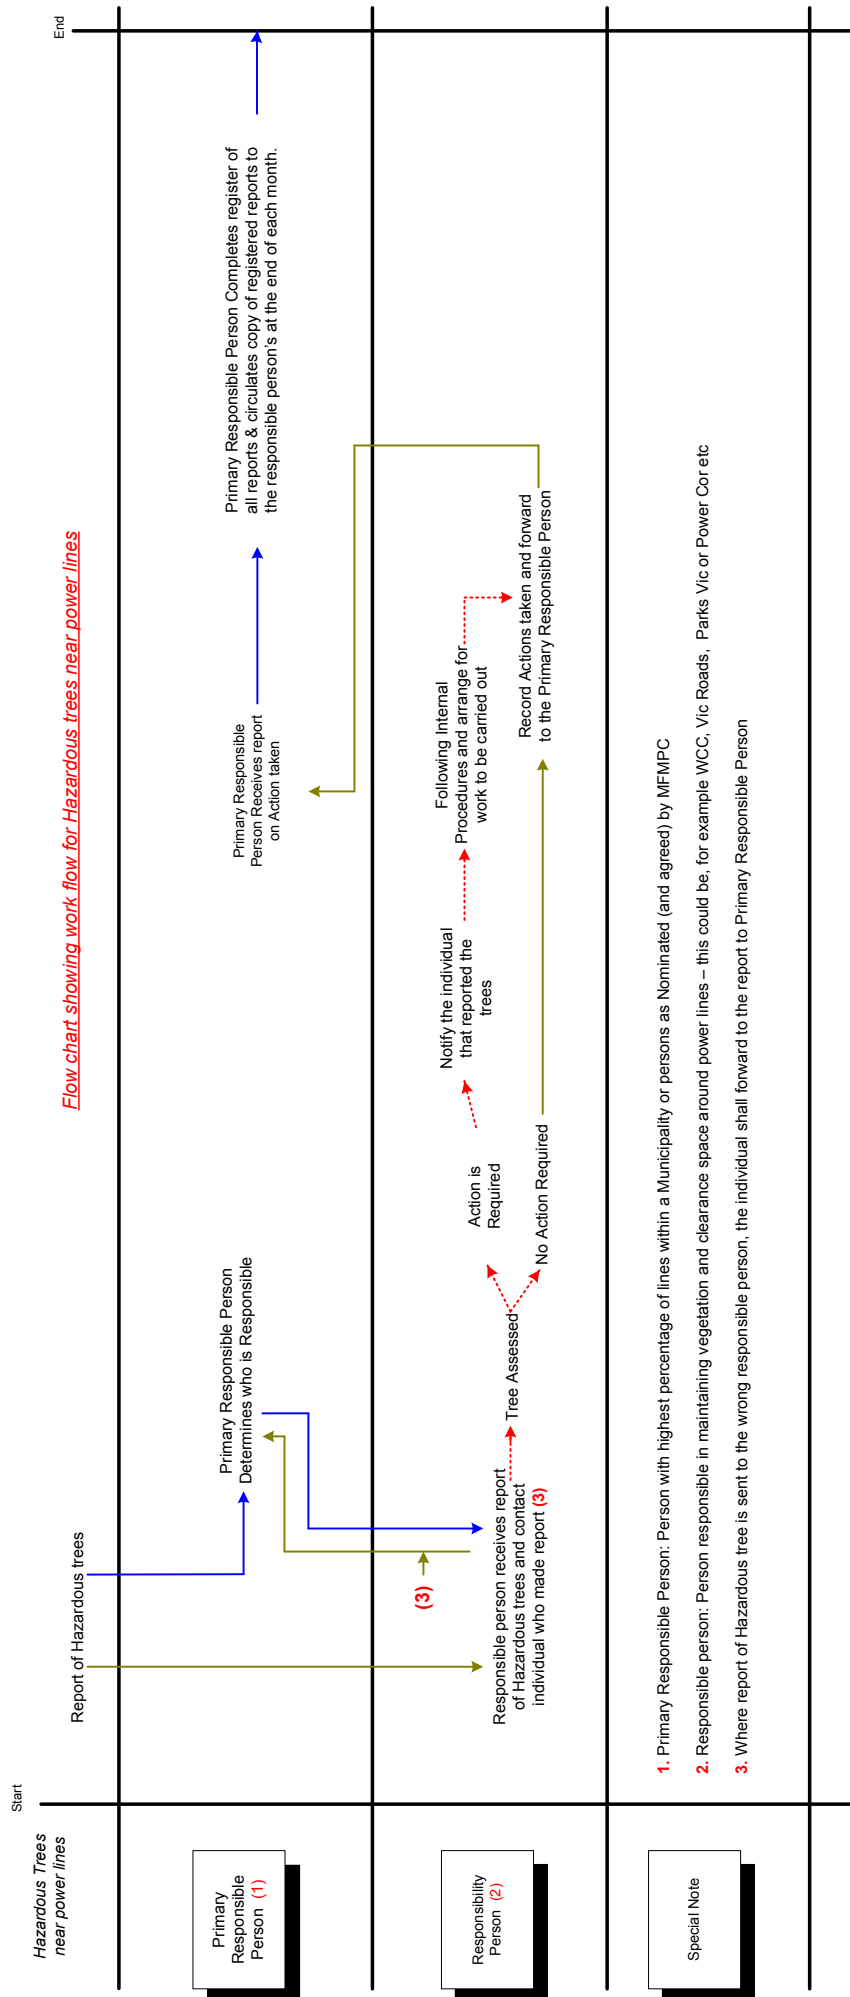 Flow chart showing work flow for Hazardous trees near power lines
Start
End
Hazardous Trees
near power lines
Report of Hazardous trees
Primary
Responsible
Person (1)
Primary Responsible Person
Determines who is Responsible
Primary Responsible
Person Receives report
on Action taken
Primary Responsible Person Completes register of
all reports & circulates copy of registered reports to
the responsible person's at the end of each month.
Responsibility
Person (2)
(3)
Responsible person receives report
of Hazardous trees and contact
individual who made report (3)
Tree Assessed
Action is
Required
No Action Required
Notify the individual
that reported the
trees
Following Internal
Procedures and arrange for
work to be carried out
Record Actions taken and forward
to the Primary Responsible Person
Special Note
1. Primary Responsible Person: Person with highest percentage of lines within a Municipality or persons as Nominated (and agreed) by MFMPC
2. Responsible person: Person responsible in maintaining vegetation and clearance space around power lines – this could be, for example WCC, Vic Roads, Parks Vic or Power Cor etc
3. Where report of Hazardous tree is sent to the wrong responsible person, the individual shall forward to the report to Primary Responsible Person